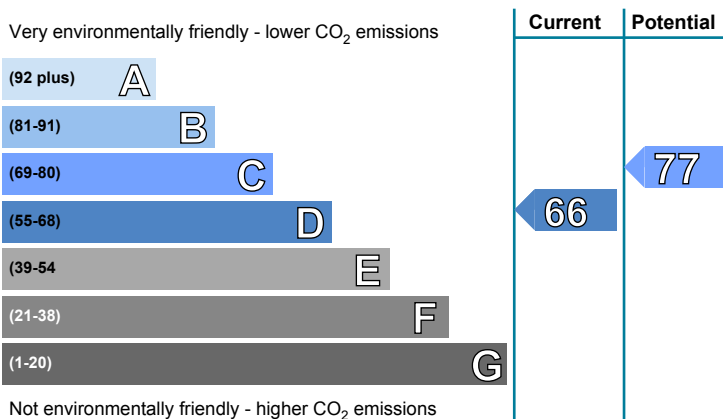 Current Potential
Very environmentally friendly - lower CO2 emissions
(92 plus) A
(81-91) B
(69-80) C
77
(55-68) D
66
(39-54 E
(21-38) F
(1-20) G
Not environmentally friendly - higher CO2 emissions